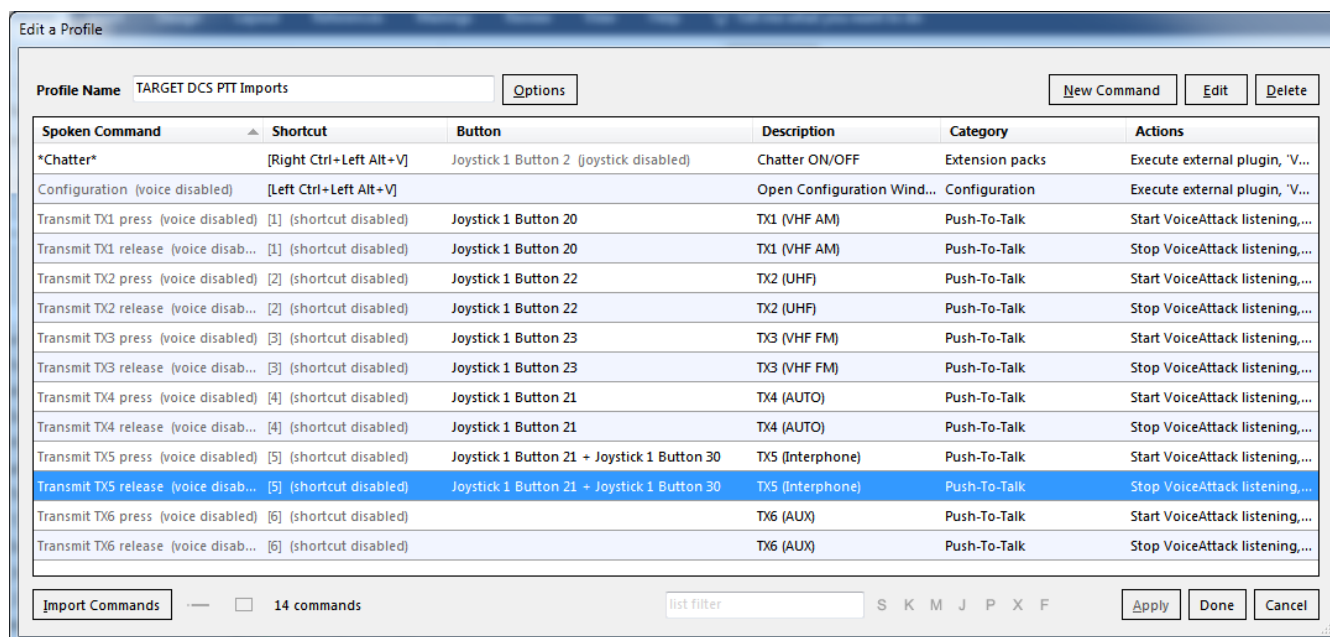 Edit a Profile
Profile Name TARGET DCS PTT Imports Options New Command Edit Delete
Spoken Command Shortcut Button Description Category Actions
*Chatter* [Right Ctrl+Left Alt+V] Joystick 1 Button 2 (joystick disabled) Chatter ON/OFF Extension packs Execute external plugin, 'V...
Configuration (voice disabled) [Left Ctrl+Left Alt+V] Open Configuration Wind... Configuration Execute external plugin, 'V...
Transmit TX1 press (voice disabled) [1] (shortcut disabled) Joystick 1 Button 20 TX1 (VHF AM) Push-To-Talk Start VoiceAttack listening,...
Transmit TX1 release (voice disab... [1] (shortcut disabled) Joystick 1 Button 20 TX1 (VHF AM) Push-To-Talk Stop VoiceAttack listening,...
Transmit TX2 press (voice disabled) [2] (shortcut disabled) Joystick 1 Button 22 TX2 (UHF) Push-To-Talk Start VoiceAttack listening,...
Transmit TX2 release (voice disab... [2] (shortcut disabled) Joystick 1 Button 22 TX2 (UHF) Push-To-Talk Stop VoiceAttack listening,...
Transmit TX3 press (voice disabled) [3] (shortcut disabled) Joystick 1 Button 23 TX3 (VHF FM) Push-To-Talk Start VoiceAttack listening,...
Transmit TX3 release (voice disab... [3] (shortcut disabled) Joystick 1 Button 23 TX3 (VHF FM) Push-To-Talk Stop VoiceAttack listening,...
Transmit TX4 press (voice disabled) [4] (shortcut disabled) Joystick 1 Button 21 TX4 (AUTO) Push-To-Talk Start VoiceAttack listening,...
Transmit TX4 release (voice disab... [4] (shortcut disabled) Joystick 1 Button 21 TX4 (AUTO) Push-To-Talk Stop VoiceAttack listening,...
Transmit TX5 press (voice disabled) [5] (shortcut disabled) Joystick 1 Button 21 + Joystick 1 Button 30 TX5 (Interphone) Push-To-Talk Start VoiceAttack listening,...
Transmit TX5 release (voice disab... [5] (shortcut disabled) Joystick 1 Button 21 + Joystick 1 Button 30 TX5 (Interphone) Push-To-Talk Stop VoiceAttack listening,...
Transmit TX6 press (voice disabled) [6] (shortcut disabled) TX6 (AUX) Push-To-Talk Start VoiceAttack listening,...
Transmit TX6 release (voice disab... [6] (shortcut disabled) TX6 (AUX) Push-To-Talk Stop VoiceAttack listening,...
Import Commands 14 commands list filter S K M J P X F Apply Done Cancel